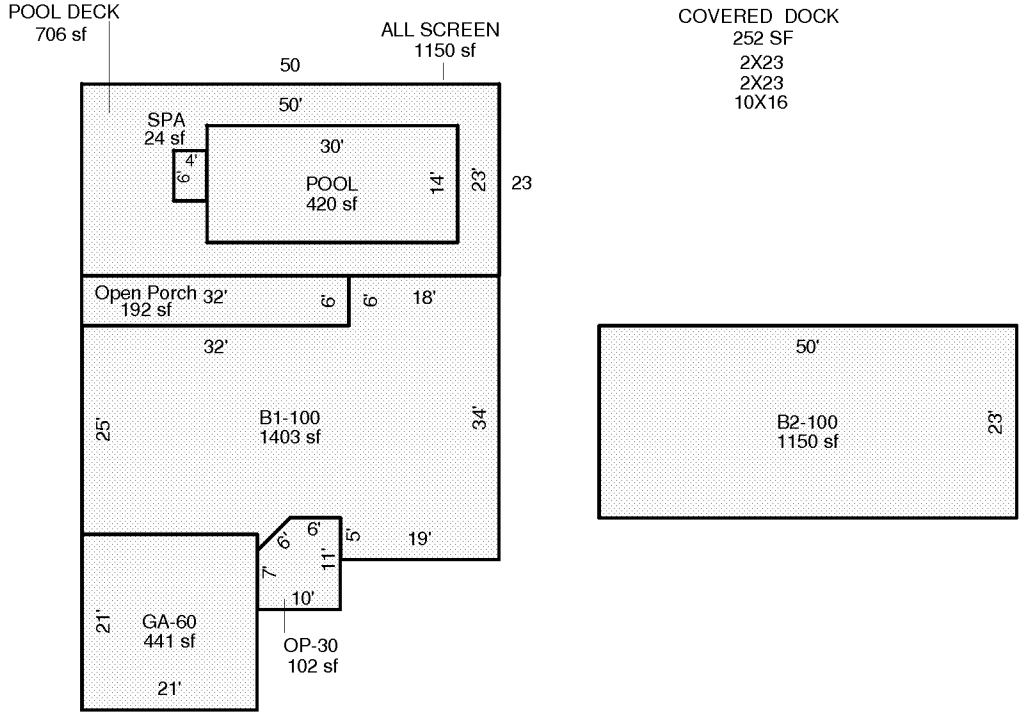 POOL DECK
706 sf
ALL SCREEN
1150 sf
COVERED DOCK
252 SF
2X23
2X23
10X16
50
50'
SPA
24 sf
4'
6'
30'
POOL
420 sf
14'
23'
23
Open Porch
192 sf
32'
6'
6'
18'
32'
25'
B1-100
1403 sf
34'
50'
B2-100
1150 sf
23'
6'
6'
5'
19'
7'
11'
10'
21'
GA-60
441 sf
21'
OP-30
102 sf